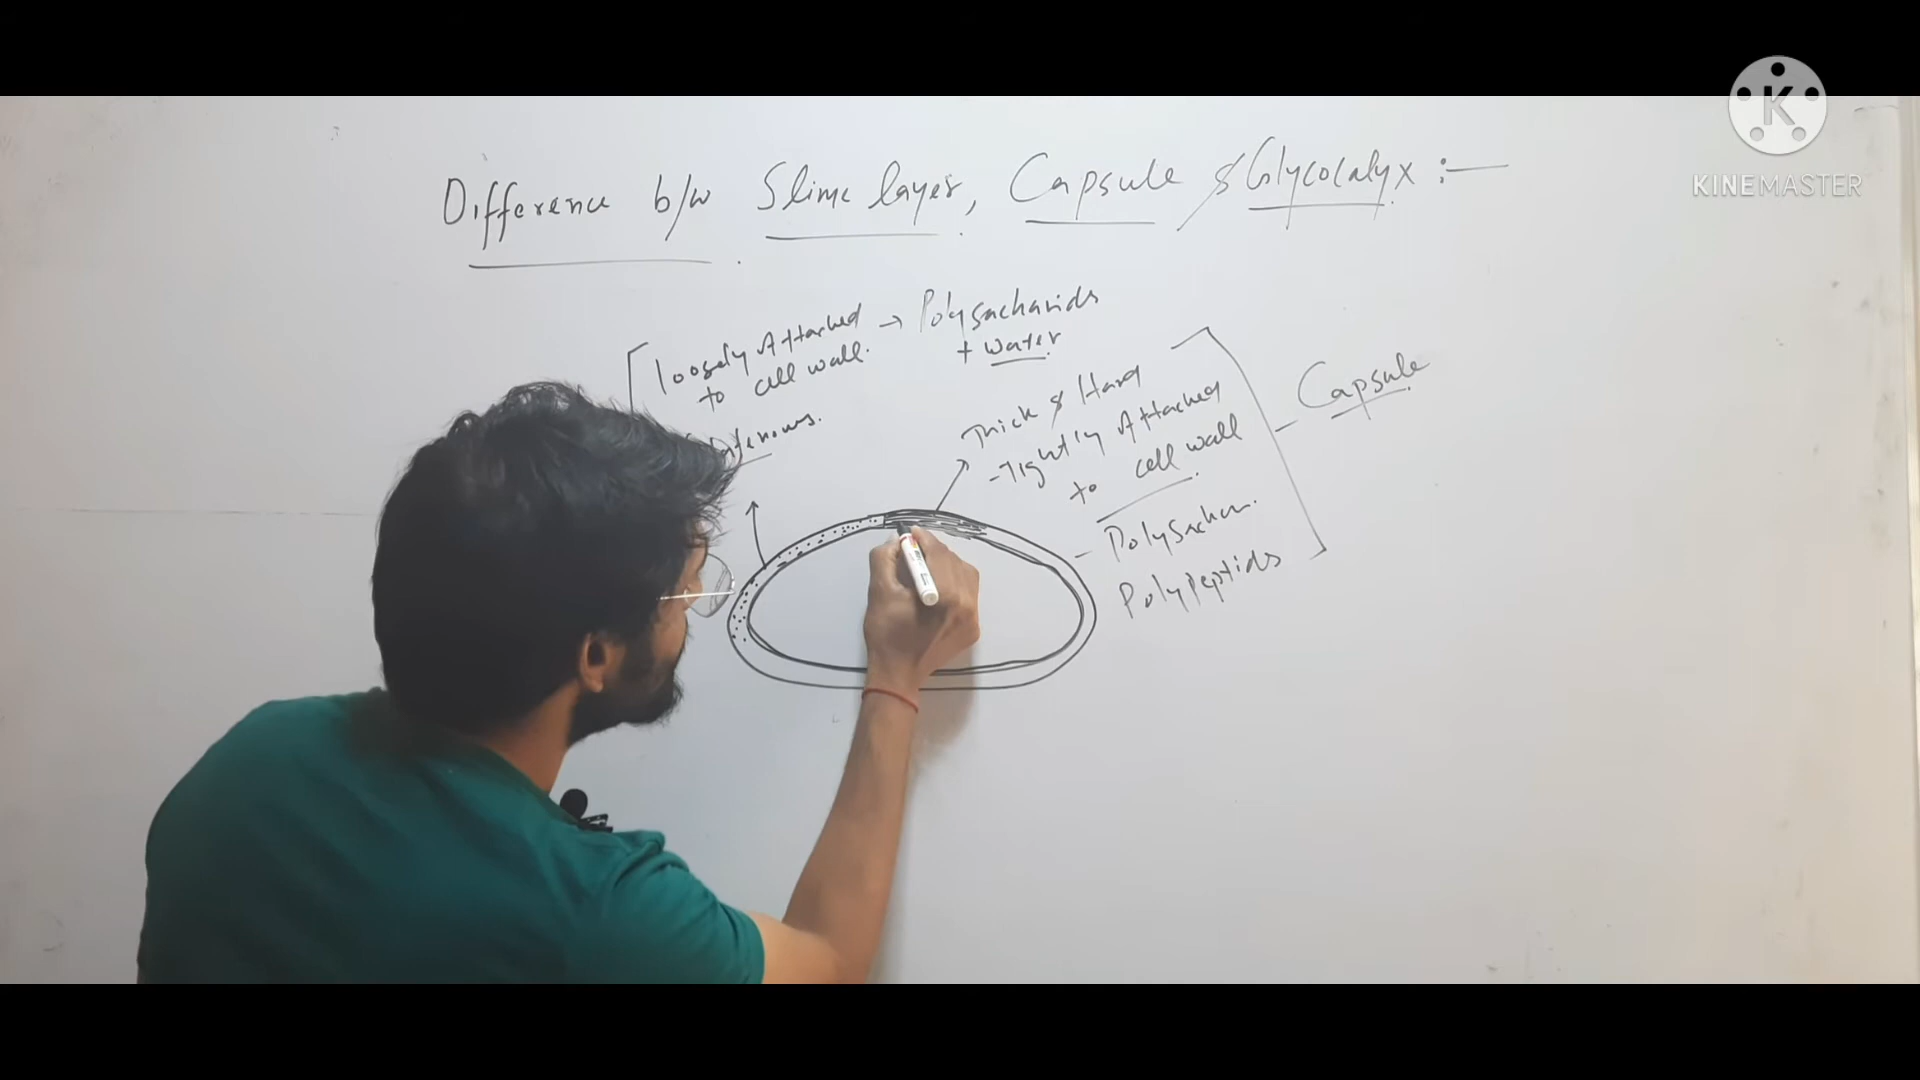 Difference b/w Slime layer, Capsule & Glycocalyx :-
K
KINEMASTER
loosely Attached → Polysacharids
to cell wall. + water
Thick & Hard
- Tightly Attached
to cell wall
- Polysachar.
Polypeptids
Capsule